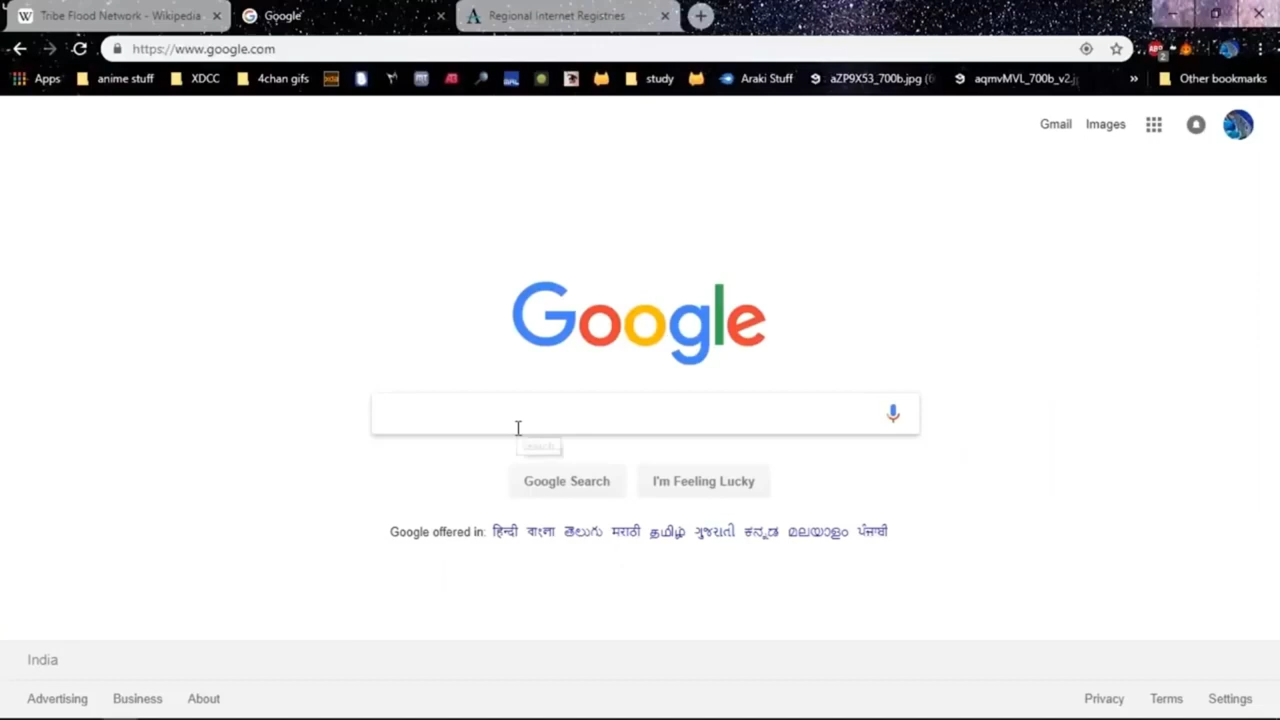 Tribe Flood Network - Wikipedia Google Regional Internet Registries
https://www.google.com
Apps anime stuff XDCC 4chan gifs study Araki Stuff aZP9X53_700b.jpg ( aqmvMVL_700b_v2.j » Other bookmarks
Gmail Images
Google
search
Google Search I'm Feeling Lucky
Google offered in: हिन्दी বাংলা తెలుగు मराठी தமிழ் ગુજરાતી ಕನ್ನಡ മലയാളം ਪੰਜਾਬੀ
India
Advertising Business About Privacy Terms Settings